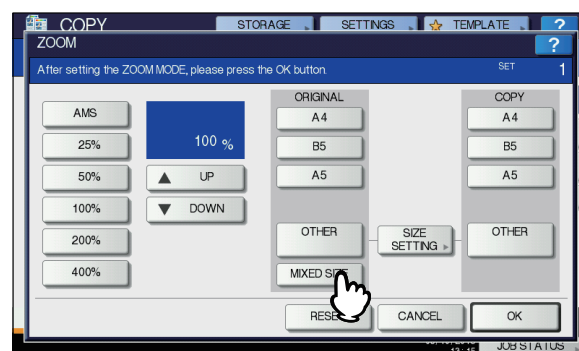 COPY STORAGE SETTINGS TEMPLATE ?
ZOOM ?
After setting the ZOOM MODE, please press the OK button. SET 1
ORIGINAL COPY
AMS A4 A4
25% 100 % B5 B5
50% UP A5 A5
100% DOWN
200% OTHER SIZE SETTING OTHER
400% MIXED SIZE
RESET CANCEL OK
JOB STATUS